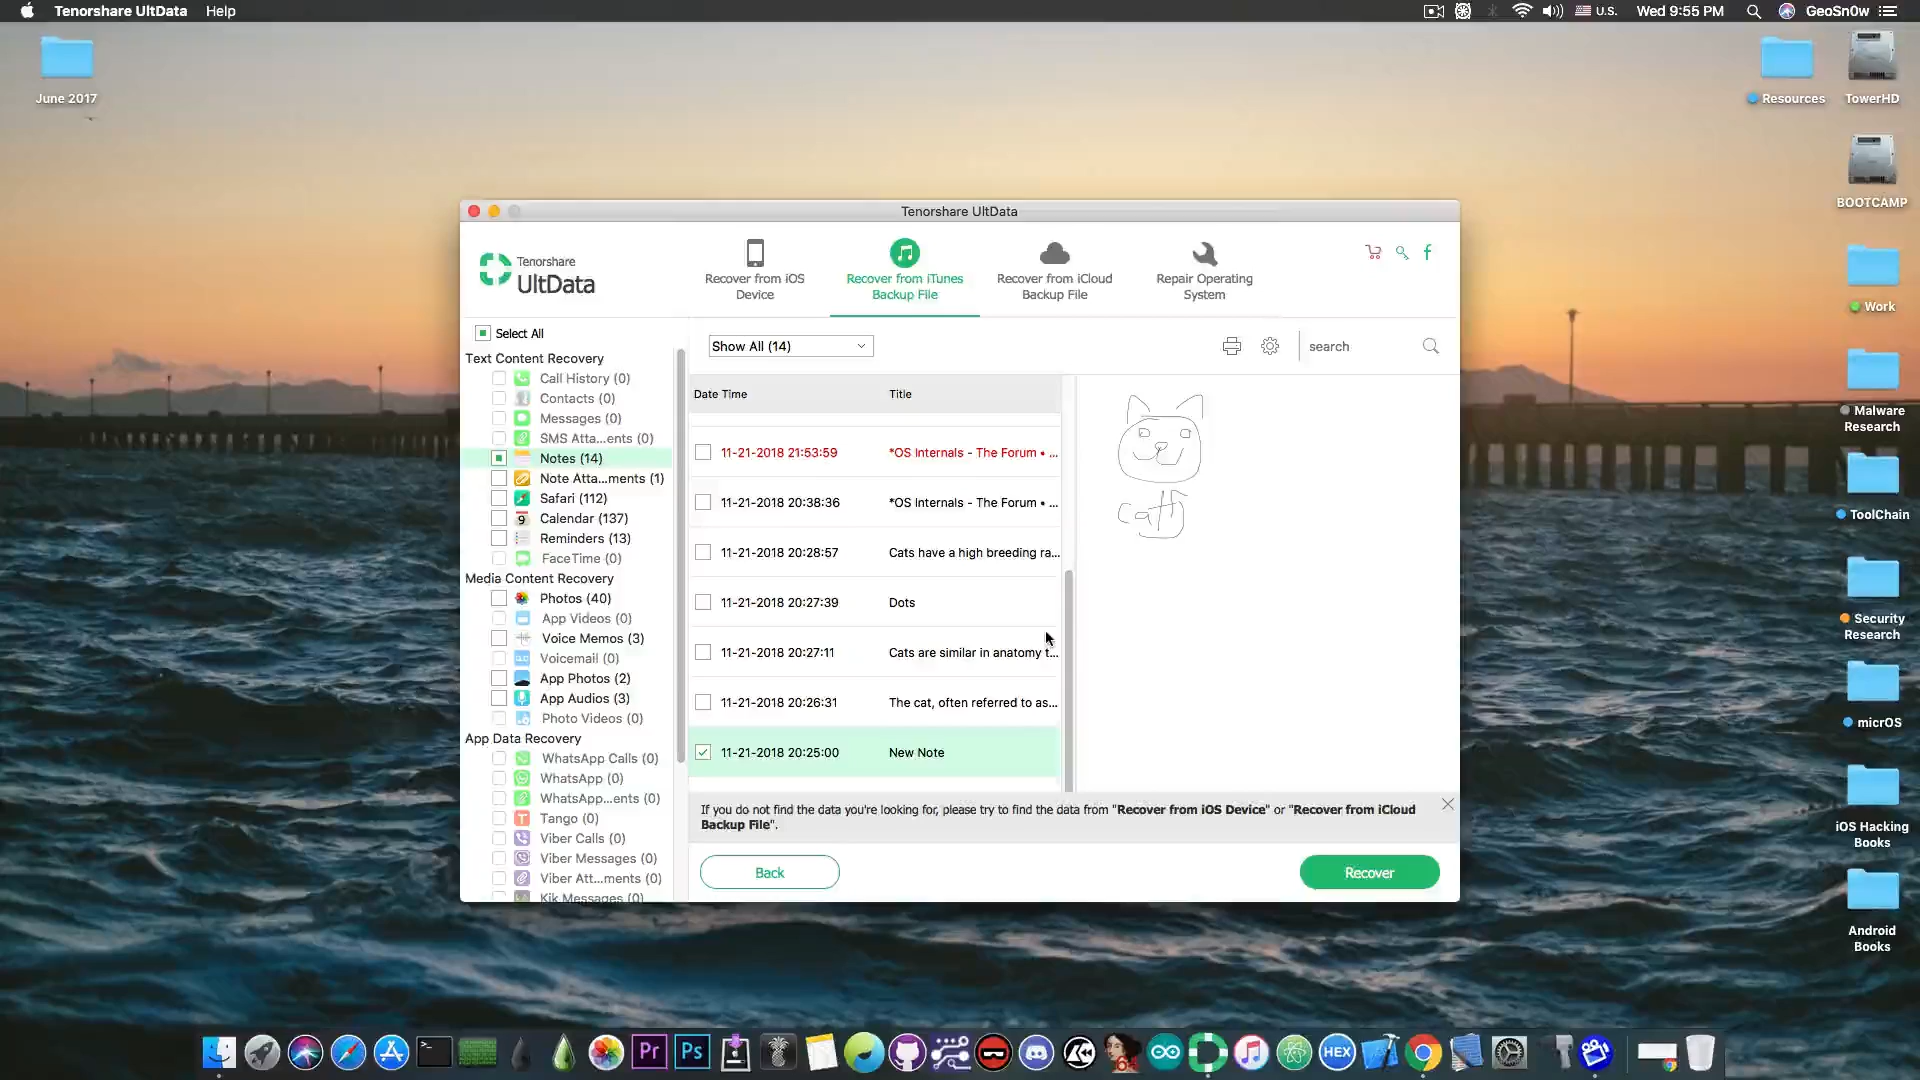 Tenorshare UltData Help
U.S. Wed 9:55 PM GeoSn0w
June 2017
Resources
TowerHD
BOOTCAMP
Work
Malware Research
ToolChain
Security Research
micrOS
iOS Hacking Books
Android Books
Tenorshare UltData
Tenorshare
UltData
Recover from iOS Device
Recover from iTunes Backup File
Recover from iCloud Backup File
Repair Operating System
Select All
Show All (14)
search
Text Content Recovery
Call History (0)
Contacts (0)
Messages (0)
SMS Atta...ents (0)
Notes (14)
Note Atta...ments (1)
Safari (112)
9 Calendar (137)
Reminders (13)
FaceTime (0)
Media Content Recovery
Photos (40)
App Videos (0)
Voice Memos (3)
Voicemail (0)
App Photos (2)
App Audios (3)
Photo Videos (0)
App Data Recovery
WhatsApp Calls (0)
WhatsApp (0)
WhatsApp...ents (0)
Tango (0)
Viber Calls (0)
Viber Messages (0)
Viber Att...ments (0)
Kik Messages (0)
Date Time Title
11-21-2018 21:53:59 *OS Internals - The Forum • ...
11-21-2018 20:38:36 *OS Internals - The Forum • ...
11-21-2018 20:28:57 Cats have a high breeding ra...
11-21-2018 20:27:39 Dots
11-21-2018 20:27:11 Cats are similar in anatomy t...
11-21-2018 20:26:31 The cat, often referred to as...
11-21-2018 20:25:00 New Note
If you do not find the data you're looking for, please try to find the data from "Recover from iOS Device" or "Recover from iCloud
Backup File".
Back
Recover
Pr
Ps
HEX